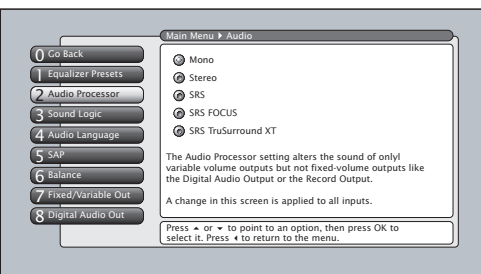 Main Menu ▸ Audio
0 Go Back
1 Equalizer Presets
2 Audio Processor
3 Sound Logic
4 Audio Language
5 SAP
6 Balance
7 Fixed/Variable Out
8 Digital Audio Out
Mono
Stereo
SRS
SRS FOCUS
SRS TruSurround XT
The Audio Processor setting alters the sound of onlyl
variable volume outputs but not fixed-volume outputs like
the Digital Audio Output or the Record Output.
A change in this screen is applied to all inputs.
Press ▴ or ▾ to point to an option, then press OK to
select it. Press ◂ to return to the menu.